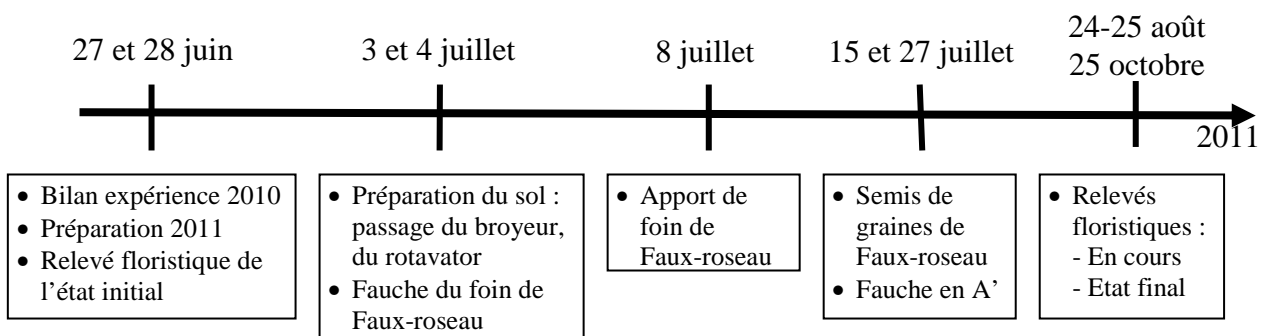 27 et 28 juin
3 et 4 juillet
8 juillet
15 et 27 juillet
24-25 août
25 octobre
2011
• Bilan expérience 2010
• Préparation 2011
• Relevé floristique de
l’état initial
• Préparation du sol :
passage du broyeur,
du rotavator
• Fauche du foin de
Faux-roseau
• Apport de
foin de
Faux-roseau
• Semis de
graines de
Faux-roseau
• Fauche en A’
• Relevés
floristiques :
- En cours
- Etat final